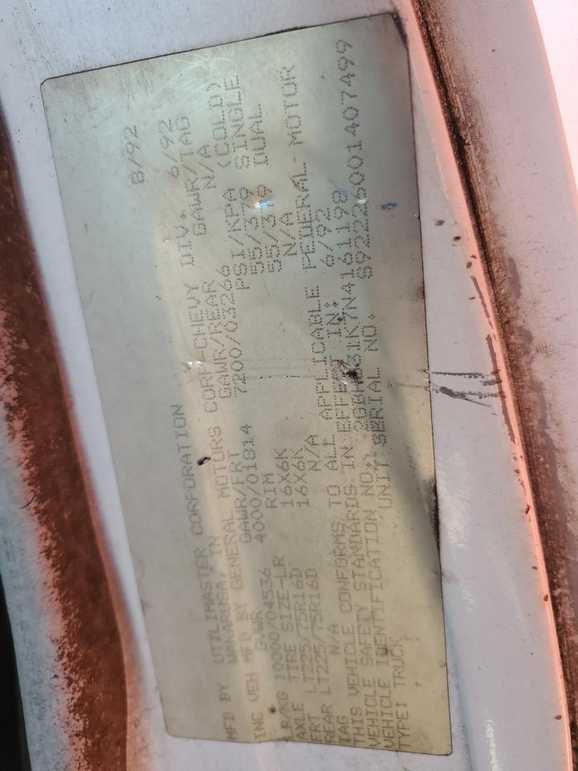 MFD BY UTILIMASTER CORPORATION 8/92
WAKARUSA, IN
INC VEH MFD BY GENERAL MOTORS CORP -CHEVY DIV. 6/92
GVWR GAWR/FRT GAWR/REAR GAWR/TAG
LB/KG 10000/04536 4000/01814 7200/03266 N/A
AXLE TIRE SIZE-LR RIM PSI/KPA (COLD)
FRT LT225/75R16D 16X6K 55/379 SINGLE
REAR LT225/75R16D 16X6K 55/379 DUAL
TAG N/A N/A N/A
THIS VEHICLE CONFORMS TO ALL APPLICABLE FEDERAL MOTOR
VEHICLE SAFETY STANDARDS IN EFFECT IN: 6/92
VEHICLE IDENTIFICATION NO.
TYPE: TRUCK UNIT SERIAL NO.